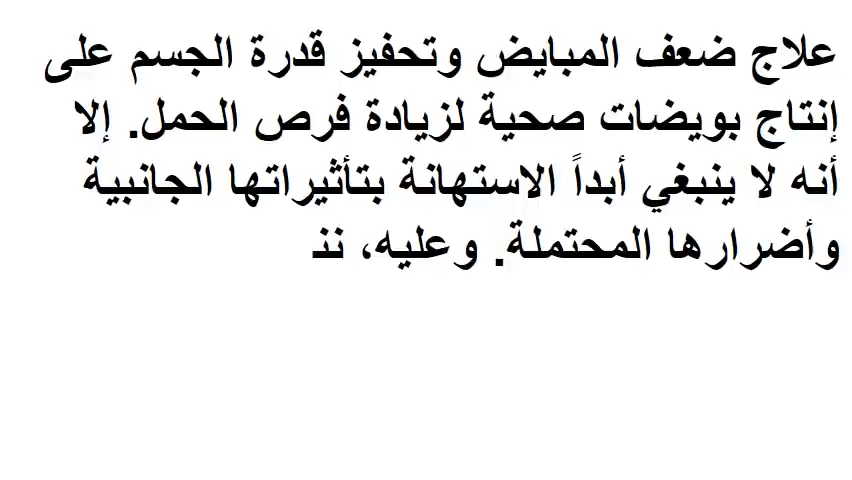 علاج ضعف المبايض وتحفيز قدرة الجسم على
إنتاج بويضات صحية لزيادة فرص الحمل. إلا
أنه لا ينبغي أبداً الاستهانة بتأثيراتها الجانبية
وأضرارها المحتملة. وعليه، ننـ